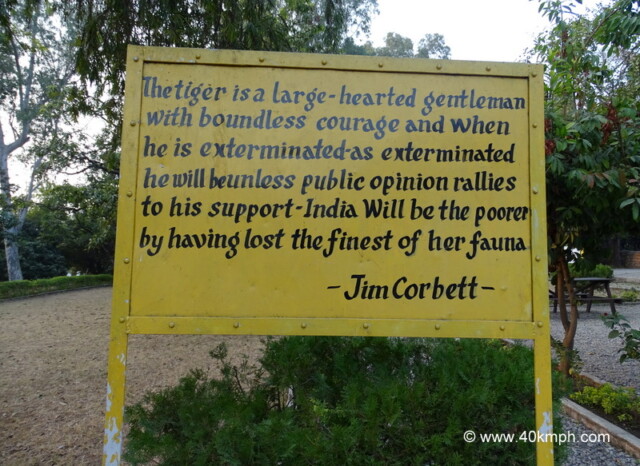 The tiger is a large-hearted gentleman
with boundless courage and when
he is exterminated-as exterminated
he will beunless public opinion rallies
to his support-India Will be the poorer
by having lost the finest of her fauna
- Jim Corbett -
© www.40kmph.com